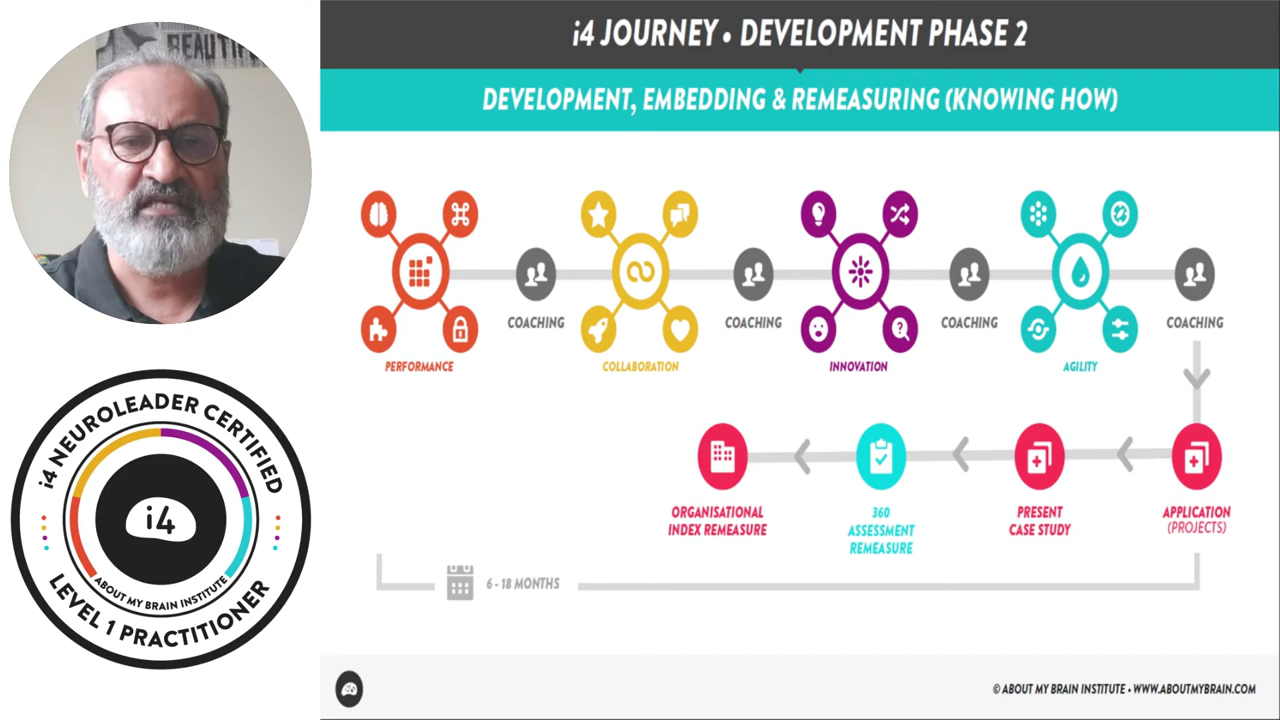 i4 JOURNEY • DEVELOPMENT PHASE 2
DEVELOPMENT, EMBEDDING & REMEASURING (KNOWING HOW)
PERFORMANCE
COACHING
COLLABORATION
COACHING
INNOVATION
COACHING
AGILITY
COACHING
ORGANISATIONAL
INDEX REMEASURE
360
ASSESSMENT
REMEASURE
PRESENT
CASE STUDY
APPLICATION
(PROJECTS)
6 - 18 MONTHS
i4 NEUROLEADER CERTIFIED
i4
ABOUT MY BRAIN INSTITUTE
LEVEL 1 PRACTITIONER
© ABOUT MY BRAIN INSTITUTE • WWW.ABOUTMYBRAIN.COM